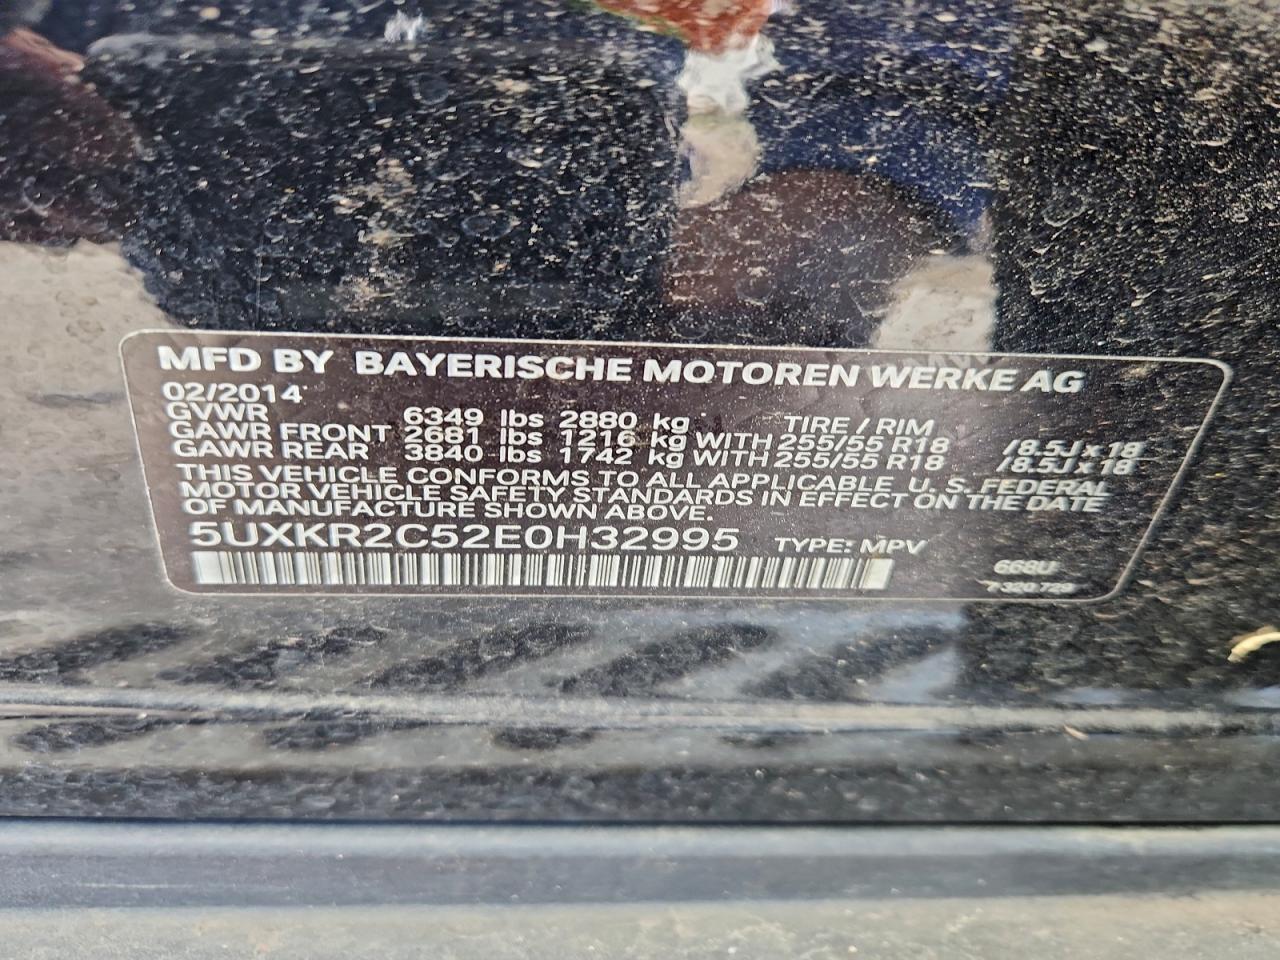 MFD BY BAYERISCHE MOTOREN WERKE AG
02/2014
GVWR 6349 lbs 2880 kg TIRE / RIM
GAWR FRONT 2681 lbs 1216 kg WITH 255/55 R18 /8.5J x 18
GAWR REAR 3840 lbs 1742 kg WITH 255/55 R18 /8.5J x 18
THIS VEHICLE CONFORMS TO ALL APPLICABLE U.S. FEDERAL
MOTOR VEHICLE SAFETY STANDARDS IN EFFECT ON THE DATE
OF MANUFACTURE SHOWN ABOVE.
5UXKR2C52E0H32995 TYPE: MPV
668U